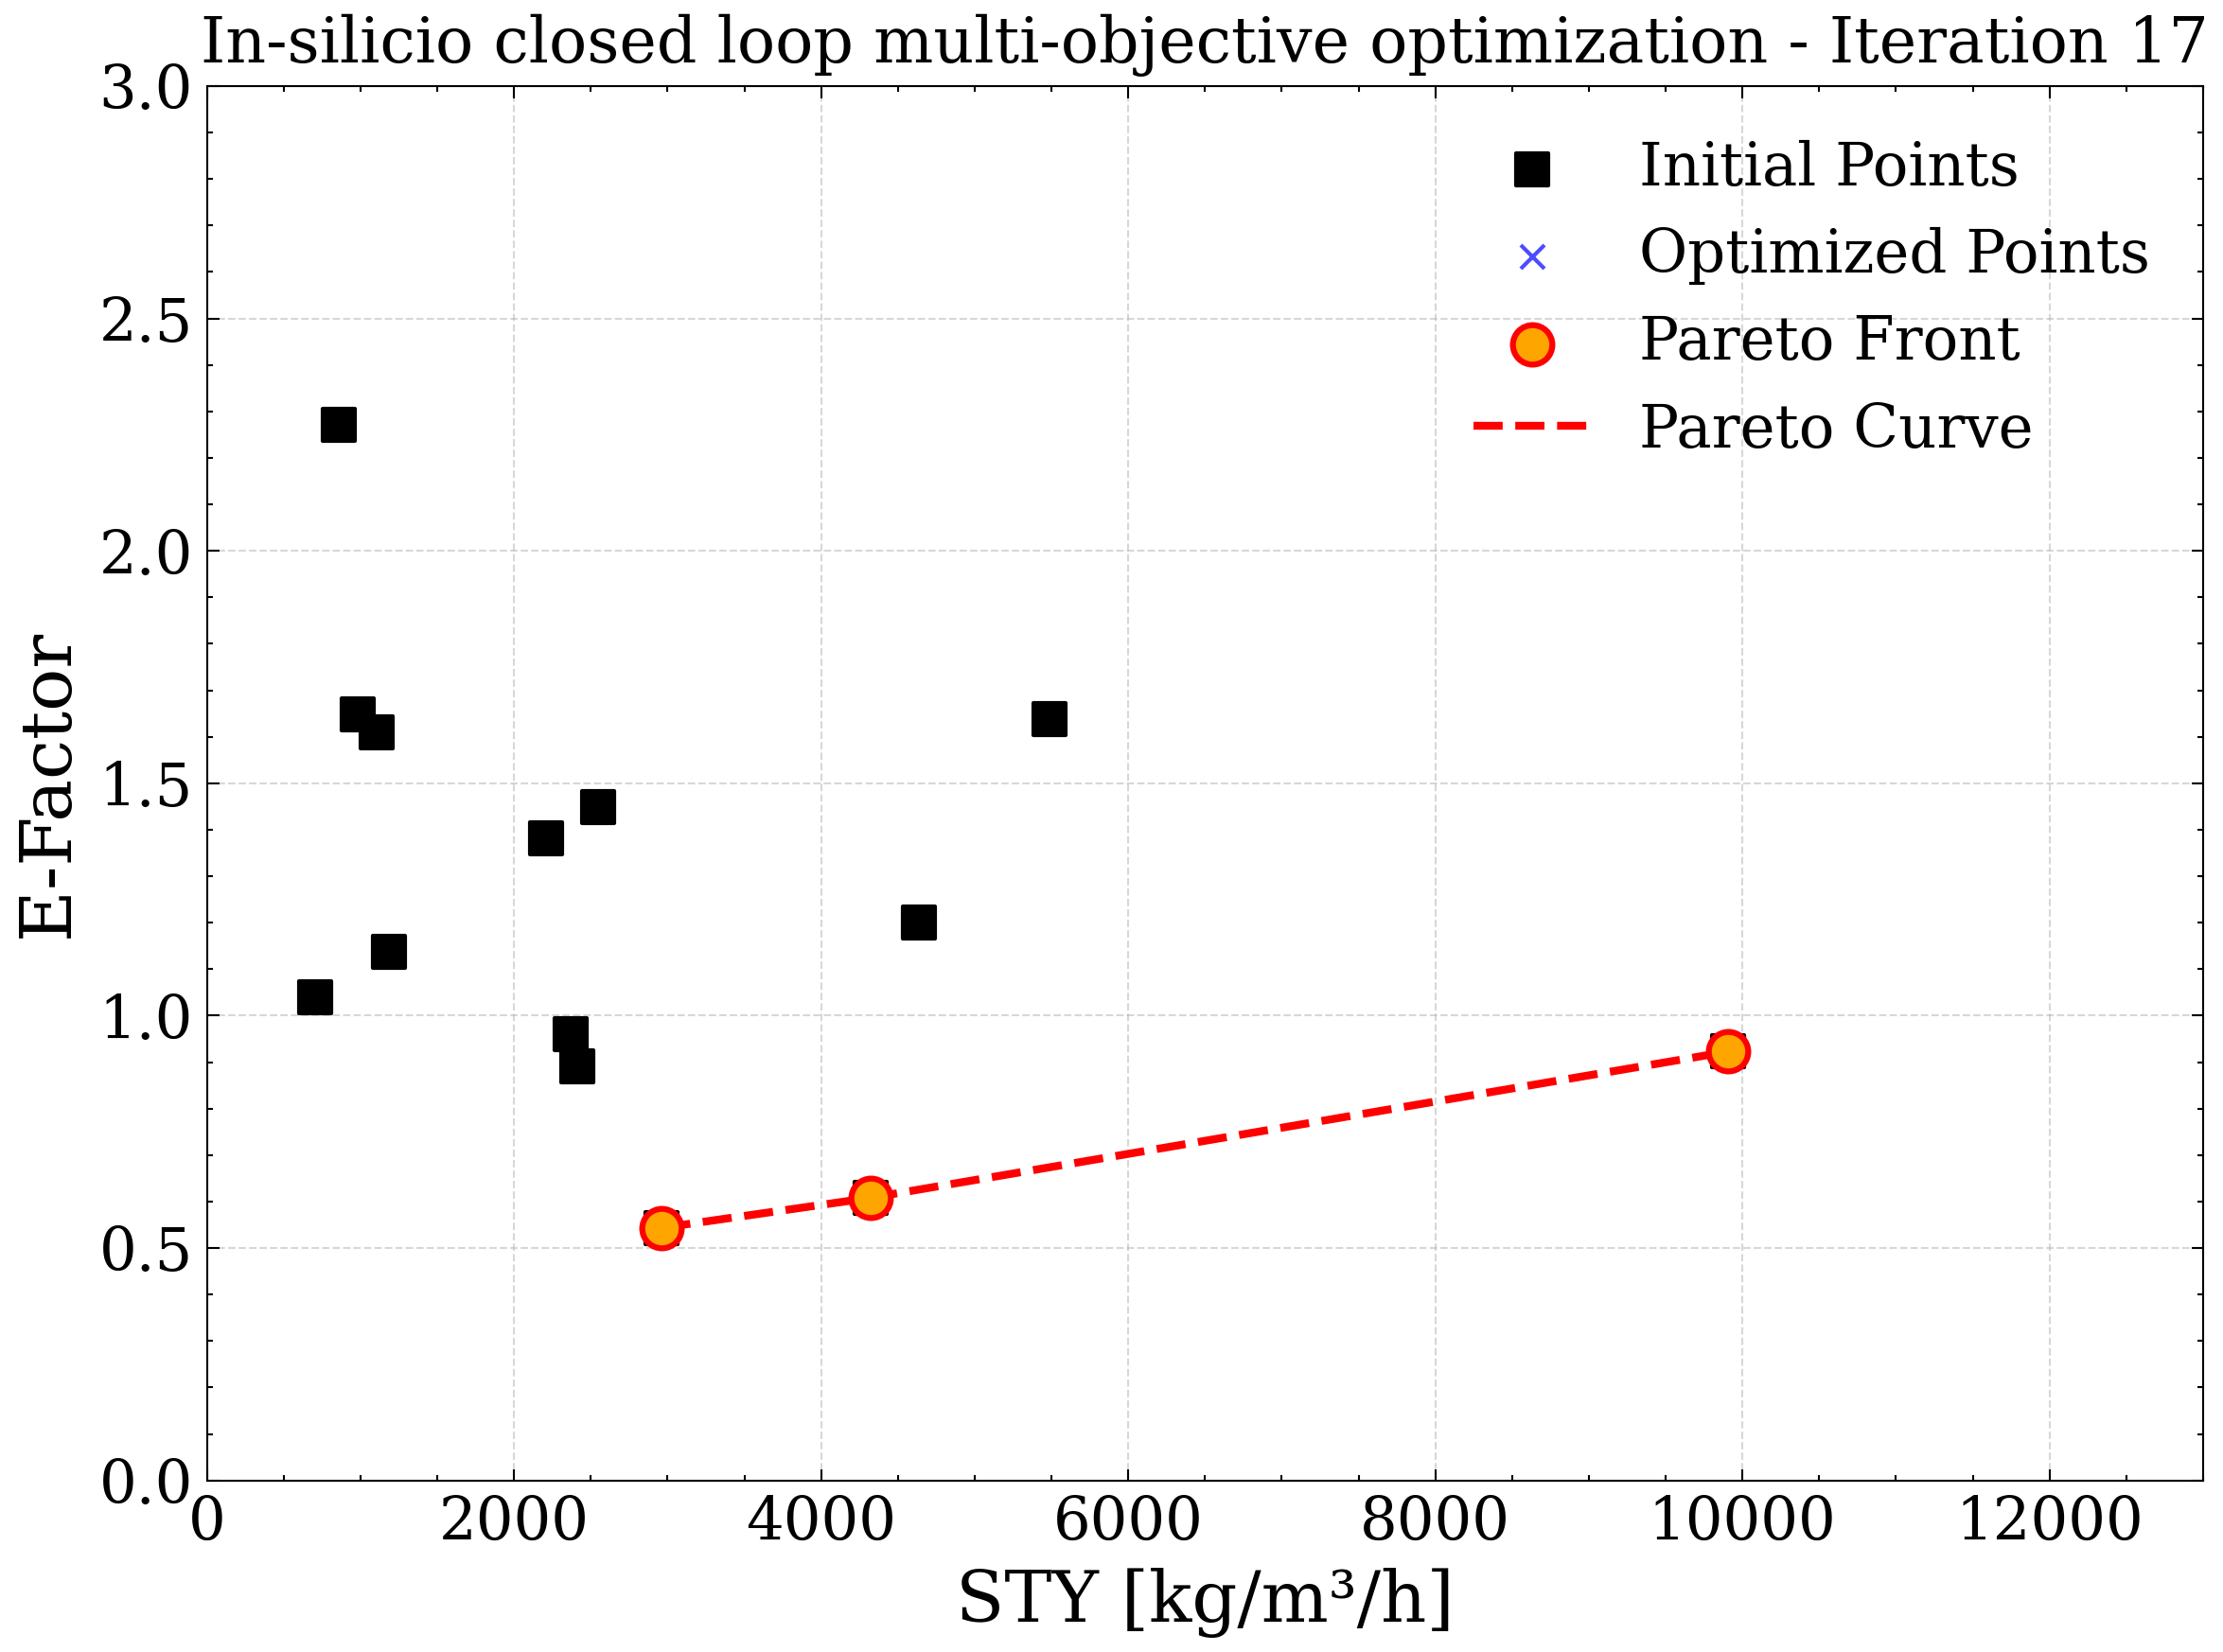 In-silicio closed loop multi-objective optimization - Iteration 17
3.0
2.5
2.0
1.5
1.0
0.5
0.0
E-Factor
Initial Points
Optimized Points
Pareto Front
Pareto Curve
0 2000 4000 6000 8000 10000 12000
STY [kg/m³/h]